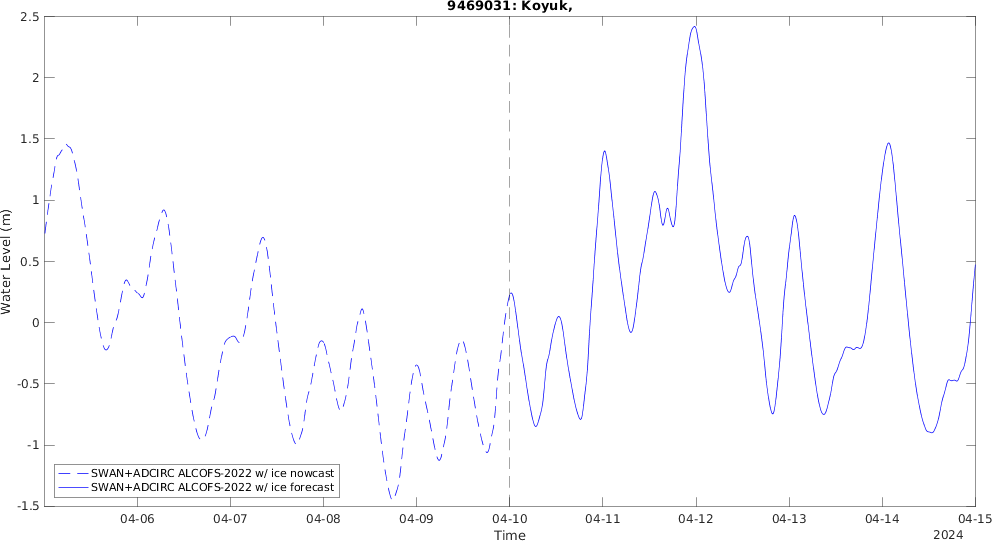 9469031: Koyuk,
Water Level (m)
2.5
2
1.5
1
0.5
0
-0.5
-1
-1.5
SWAN+ADCIRC ALCOFS-2022 w/ ice nowcast
SWAN+ADCIRC ALCOFS-2022 w/ ice forecast
04-06 04-07 04-08 04-09 04-10 04-11 04-12 04-13 04-14 04-15
Time
2024